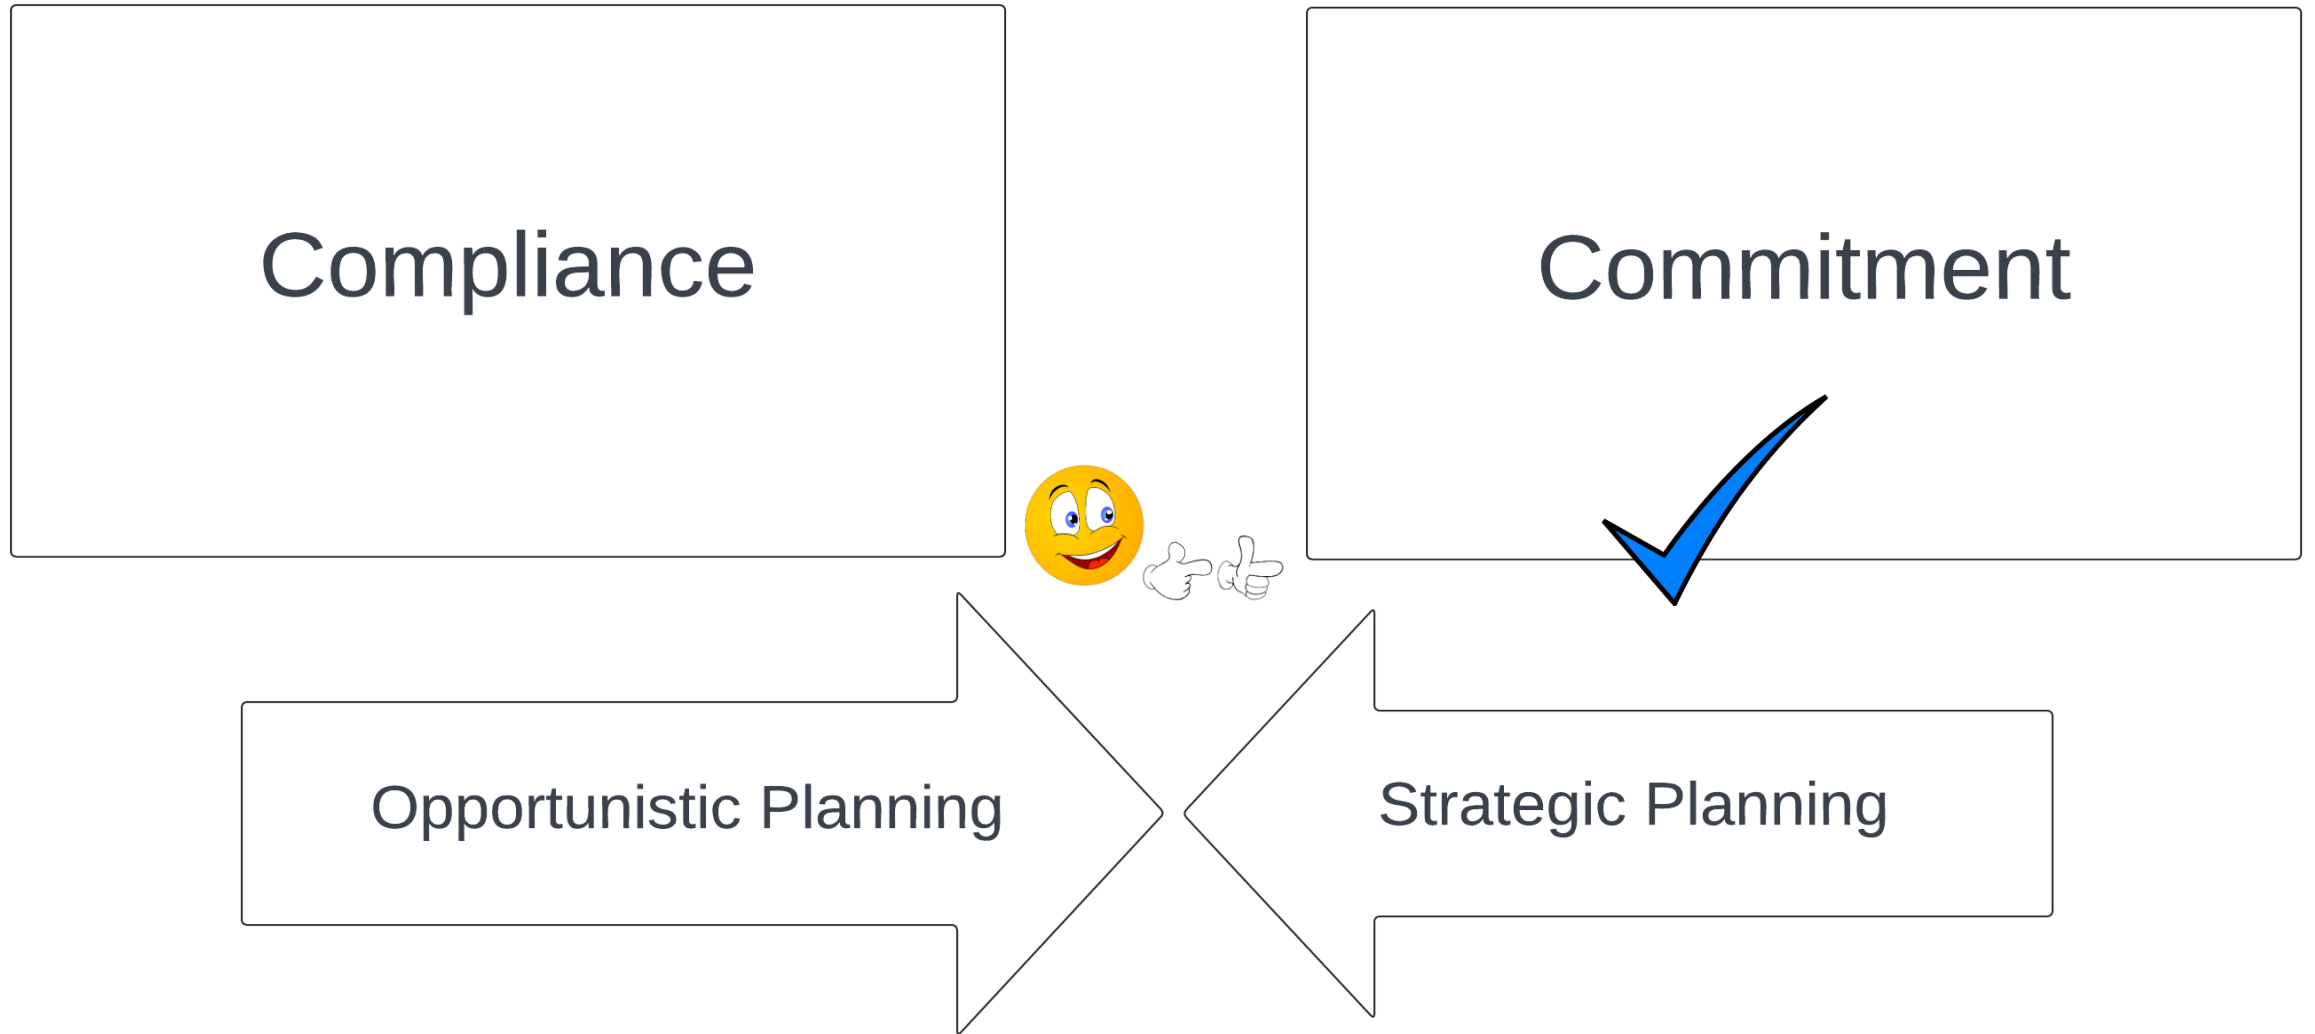 Compliance
Commitment
Opportunistic Planning
Strategic Planning